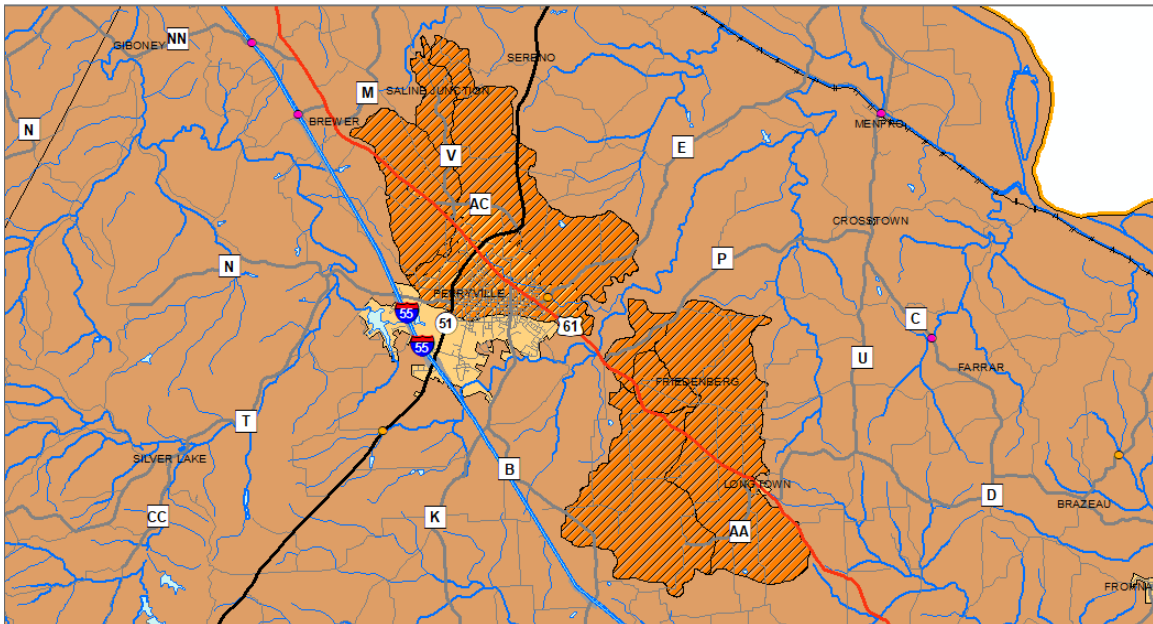 GIBONEY
NN
SERENO
M
SALINE JUNCTION
BREWER
MENFRO
N
E
V
AC
CROSSTOWN
N
P
PERRYVILLE
55
51
61
C
55
U
FRIEDENBERG
FARRAR
T
SILVER LAKE
B
LONGTOWN
D
BRAZEAU
CC
K
AA
FROHNA